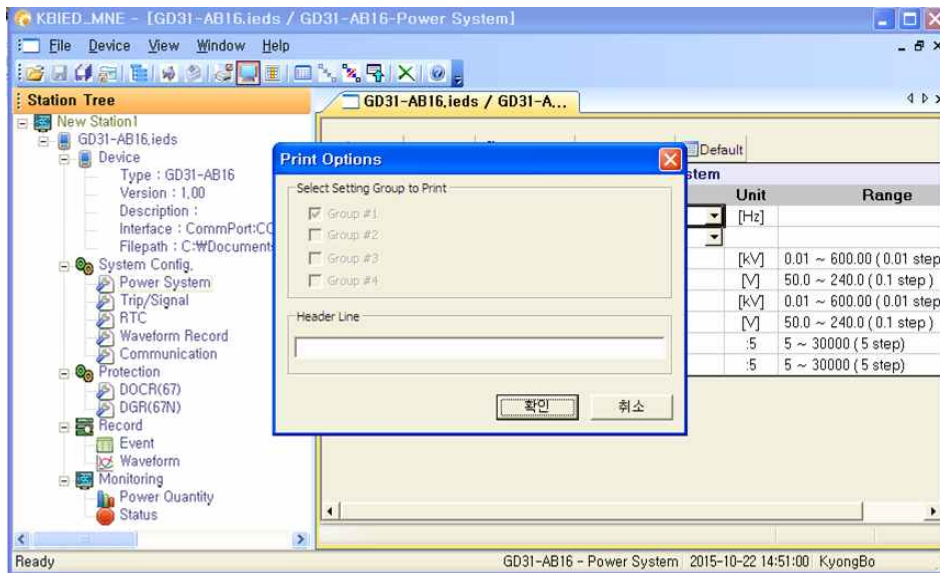 KBIED_MNE - [GD31-AB16.ieds / GD31-AB16-Power System]
File Device View Window Help
Station Tree
New Station1
GD31-AB16.ieds
Device
Type : GD31-AB16
Version : 1,00
Description :
Interface : CommPort:CO
Filepath : C:₩Documents
System Config.
Power System
Trip/Signal
RTC
Waveform Record
Communication
Protection
DOCR(67)
DGR(67N)
Record
Event
Waveform
Monitoring
Power Quantity
Status
GD31-AB16.ieds / GD31-A...
Default
stem
Unit Range
[Hz]
[kV] 0.01 ~ 600.00 ( 0.01 step
[V] 50.0 ~ 240.0 ( 0.1 step )
[kV] 0.01 ~ 600.00 ( 0.01 step
[V] 50.0 ~ 240.0 ( 0.1 step )
:5 5 ~ 30000 ( 5 step)
:5 5 ~ 30000 ( 5 step)
Print Options
Select Setting Group to Print
Group #1
Group #2
Group #3
Group #4
Header Line
확인 취소
Ready
GD31-AB16 - Power System 2015-10-22 14:51:00 KyongBo